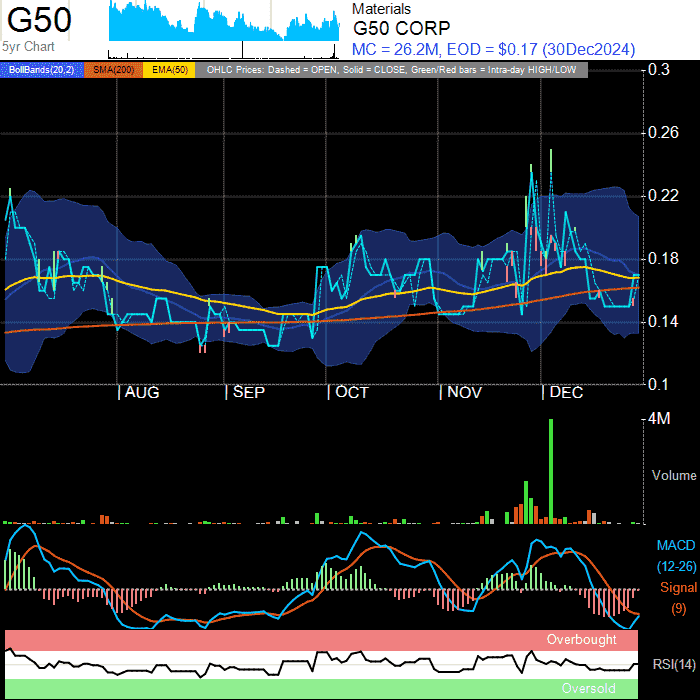 G50
5yr Chart
Materials
G50 CORP
MC = 26.2M, EOD = $0.17 (30Dec2024)
BollBands(20,2) SMA(200) EMA(50) OHLC Prices: Dashed = OPEN, Solid = CLOSE, Green/Red bars = Intra-day HIGH/LOW
0.3
0.26
0.22
0.18
0.14
0.1
AUG SEP OCT NOV DEC
4M
Volume
MACD
(12-26)
Signal
(9)
Overbought
RSI(14)
Oversold